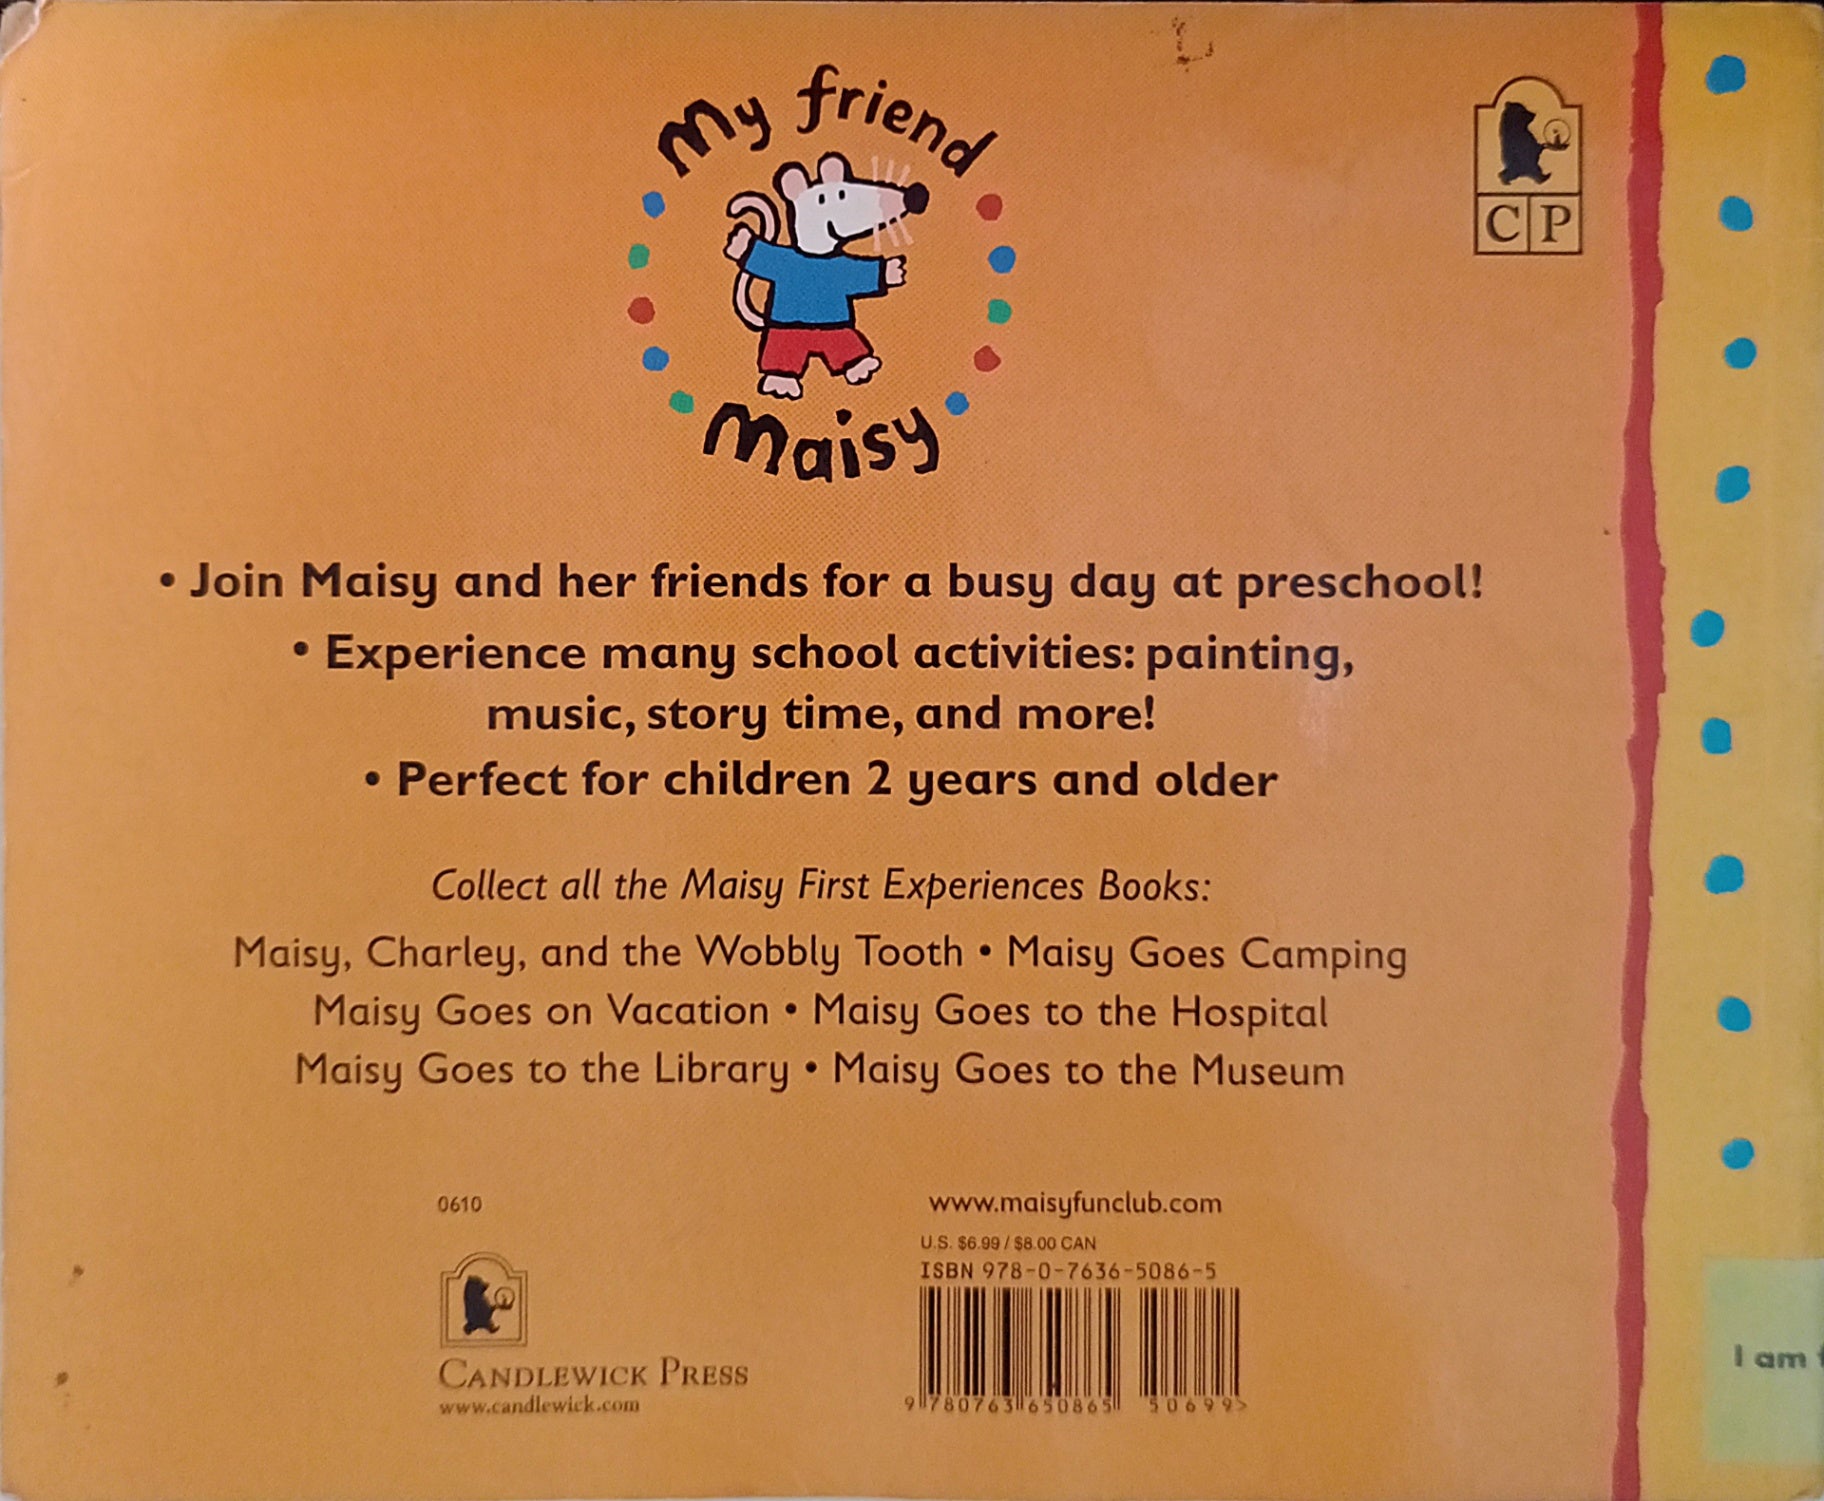 My friend
Maisy
C P
• Join Maisy and her friends for a busy day at preschool!
• Experience many school activities: painting,
music, story time, and more!
• Perfect for children 2 years and older
Collect all the Maisy First Experiences Books:
Maisy, Charley, and the Wobbly Tooth • Maisy Goes Camping
Maisy Goes on Vacation • Maisy Goes to the Hospital
Maisy Goes to the Library • Maisy Goes to the Museum
0610
www.maisyfunclub.com
U.S. $6.99 / $8.00 CAN
ISBN 978-0-7636-5086-5
9 780763 650865 50699>
CANDLEWICK PRESS
www.candlewick.com
I am